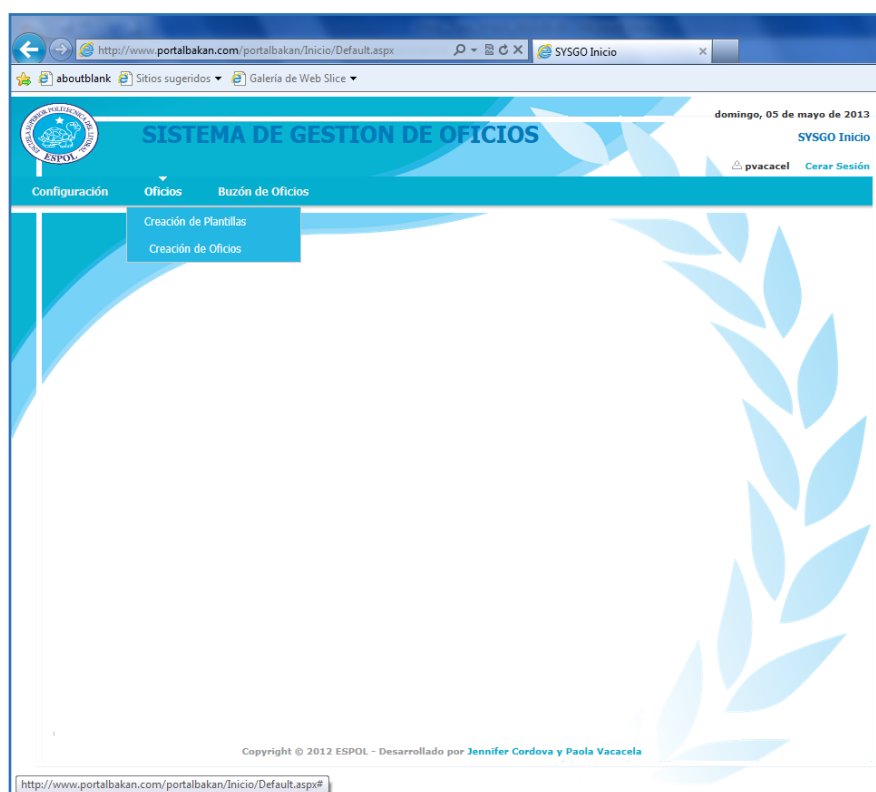 http://www.portalbakan.com/portalbakan/Inicio/Default.aspx
SYSGO Inicio
aboutblank Sitios sugeridos Galería de Web Slice
domingo, 05 de mayo de 2013
ESPOL
SISTEMA DE GESTION DE OFICIOS
SYSGO Inicio
pvacacel Cerar Sesión
Configuración Oficios Buzón de Oficios
Creación de Plantillas
Creación de Oficios
Copyright © 2012 ESPOL - Desarrollado por Jennifer Cordova y Paola Vacacela
http://www.portalbakan.com/portalbakan/Inicio/Default.aspx#